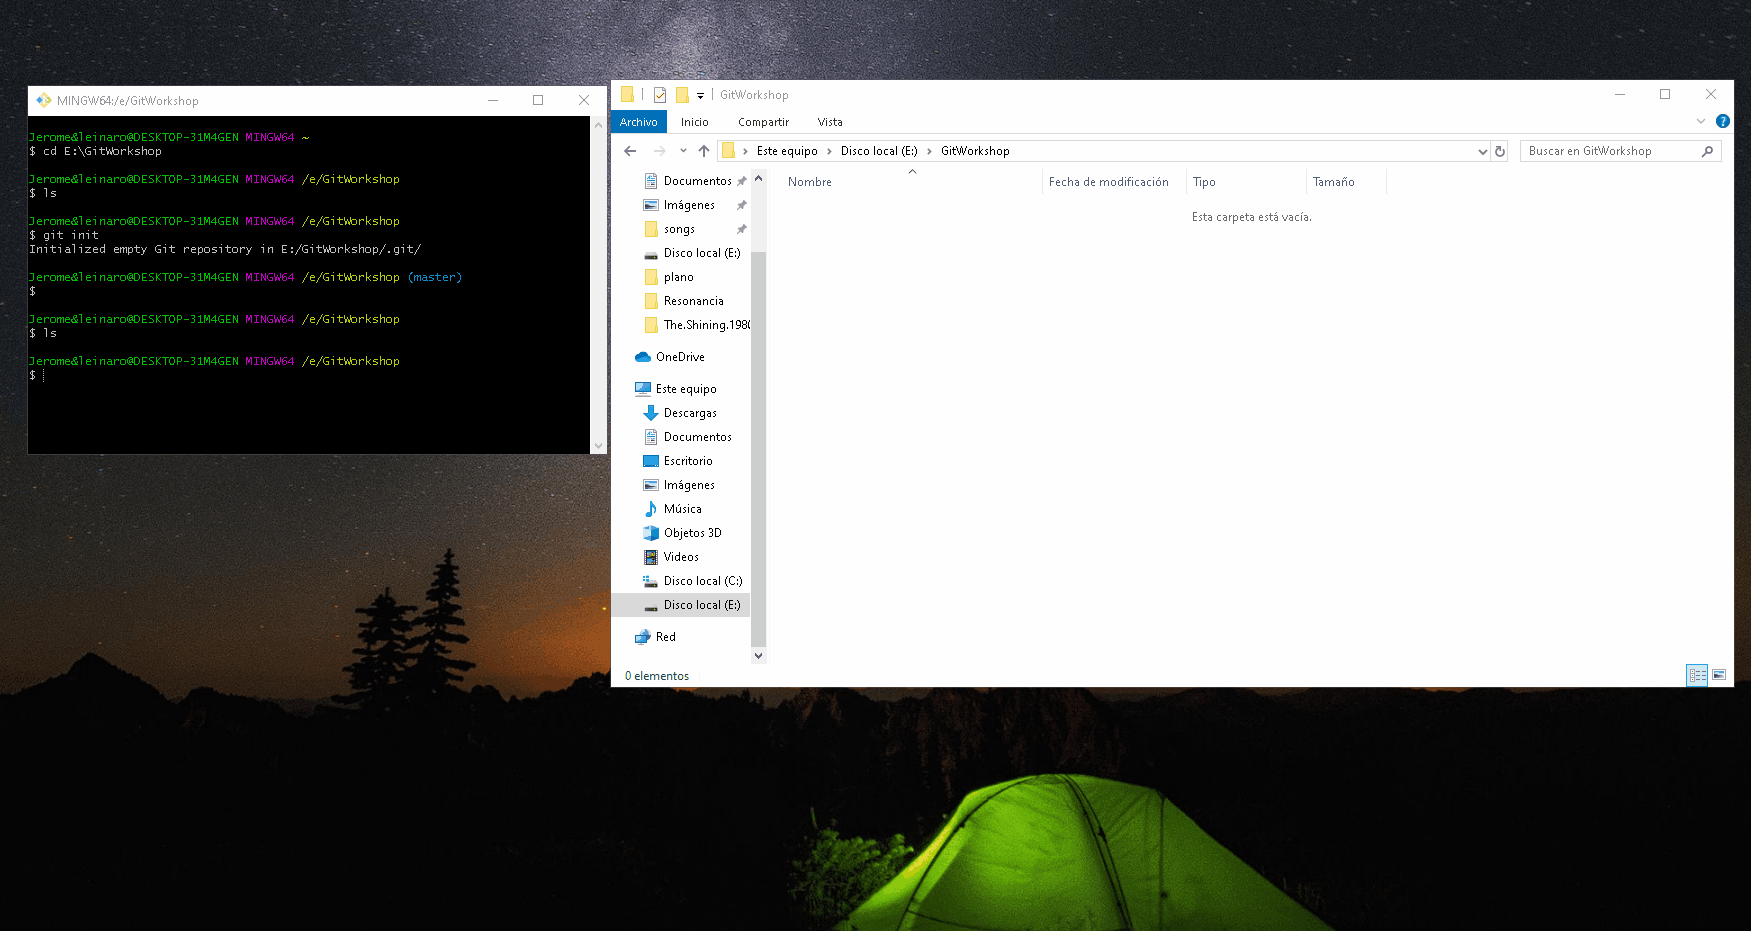 MINGW64:/e/GitWorkshop
Jerome&leinaro@DESKTOP-31M4GEN MINGW64 ~
$ cd E:\GitWorkshop
Jerome&leinaro@DESKTOP-31M4GEN MINGW64 /e/GitWorkshop
$ ls
Jerome&leinaro@DESKTOP-31M4GEN MINGW64 /e/GitWorkshop
$ git init
Initialized empty Git repository in E:/GitWorkshop/.git/
Jerome&leinaro@DESKTOP-31M4GEN MINGW64 /e/GitWorkshop (master)
$
Jerome&leinaro@DESKTOP-31M4GEN MINGW64 /e/GitWorkshop
$ ls
Jerome&leinaro@DESKTOP-31M4GEN MINGW64 /e/GitWorkshop
$
GitWorkshop
Archivo Inicio Compartir Vista
Este equipo > Disco local (E:) > GitWorkshop
Buscar en GitWorkshop
Nombre Fecha de modificación Tipo Tamaño
Esta carpeta está vacía.
Documentos
Imágenes
songs
Disco local (E:)
plano
Resonancia
The.Shining.1980
OneDrive
Este equipo
Descargas
Documentos
Escritorio
Imágenes
Música
Objetos 3D
Videos
Disco local (C:)
Disco local (E:)
Red
0 elementos